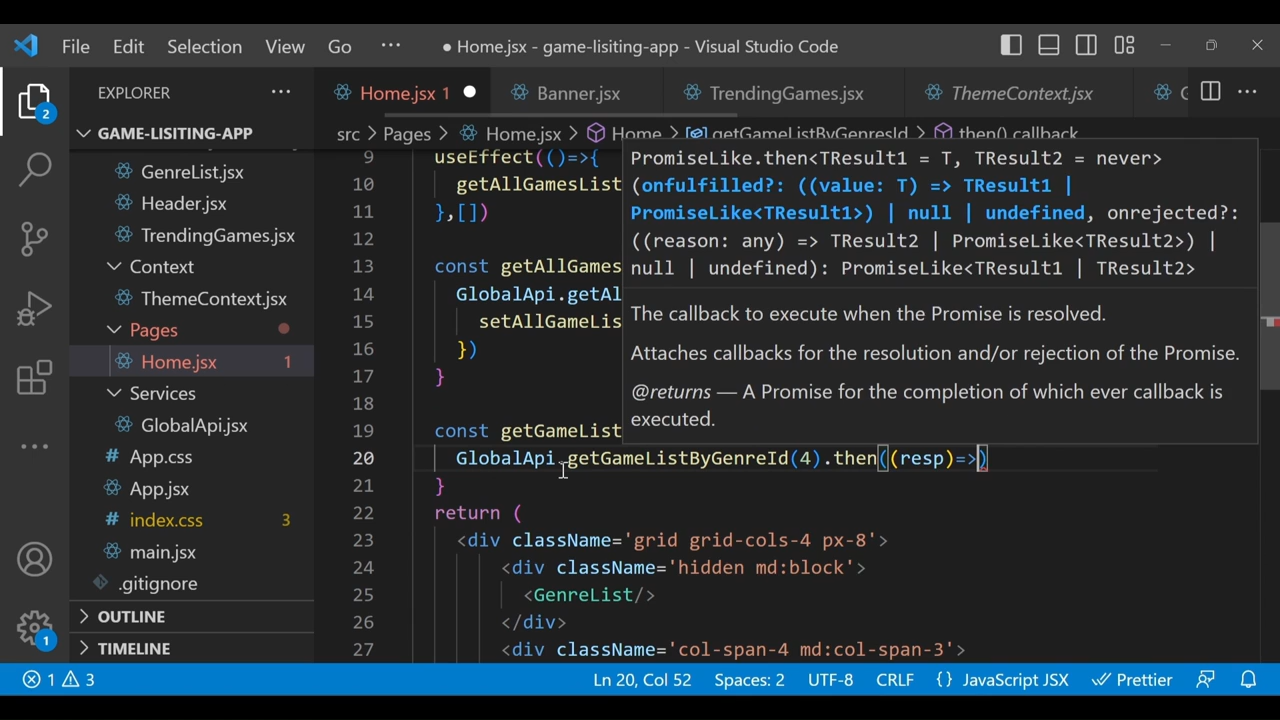 File Edit Selection View Go ··· ● Home.jsx - game-lisiting-app - Visual Studio Code
EXPLORER ···
Home.jsx 1 ● Banner.jsx TrendingGames.jsx ThemeContext.jsx G ···
GAME-LISITING-APP
src > Pages > Home.jsx > Home > getGameListByGenresId > then() callback
GenreList.jsx
Header.jsx
TrendingGames.jsx
Context
ThemeContext.jsx
Pages
Home.jsx 1
Services
GlobalApi.jsx
App.css
App.jsx
index.css 3
main.jsx
.gitignore
OUTLINE
TIMELINE
2
1
9 useEffect(()=>{
10 getAllGamesList
11 },[])
12
13 const getAllGames
14 GlobalApi.getAl
15 setAllGameLis
16 })
17 }
18
19 const getGameList
20 GlobalApi.getGameListByGenreId(4).then((resp)=>)
21 }
22 return (
23 <div className='grid grid-cols-4 px-8'>
24 <div className='hidden md:block'>
25 <GenreList/>
26 </div>
27 <div className='col-span-4 md:col-span-3'>
PromiseLike.then<TResult1 = T, TResult2 = never>
(onfulfilled?: ((value: T) => TResult1 |
PromiseLike<TResult1>) | null | undefined, onrejected?:
((reason: any) => TResult2 | PromiseLike<TResult2>) |
null | undefined): PromiseLike<TResult1 | TResult2>
The callback to execute when the Promise is resolved.
Attaches callbacks for the resolution and/or rejection of the Promise.
@returns — A Promise for the completion of which ever callback is
executed.
1 3 Ln 20, Col 52 Spaces: 2 UTF-8 CRLF {} JavaScript JSX Prettier